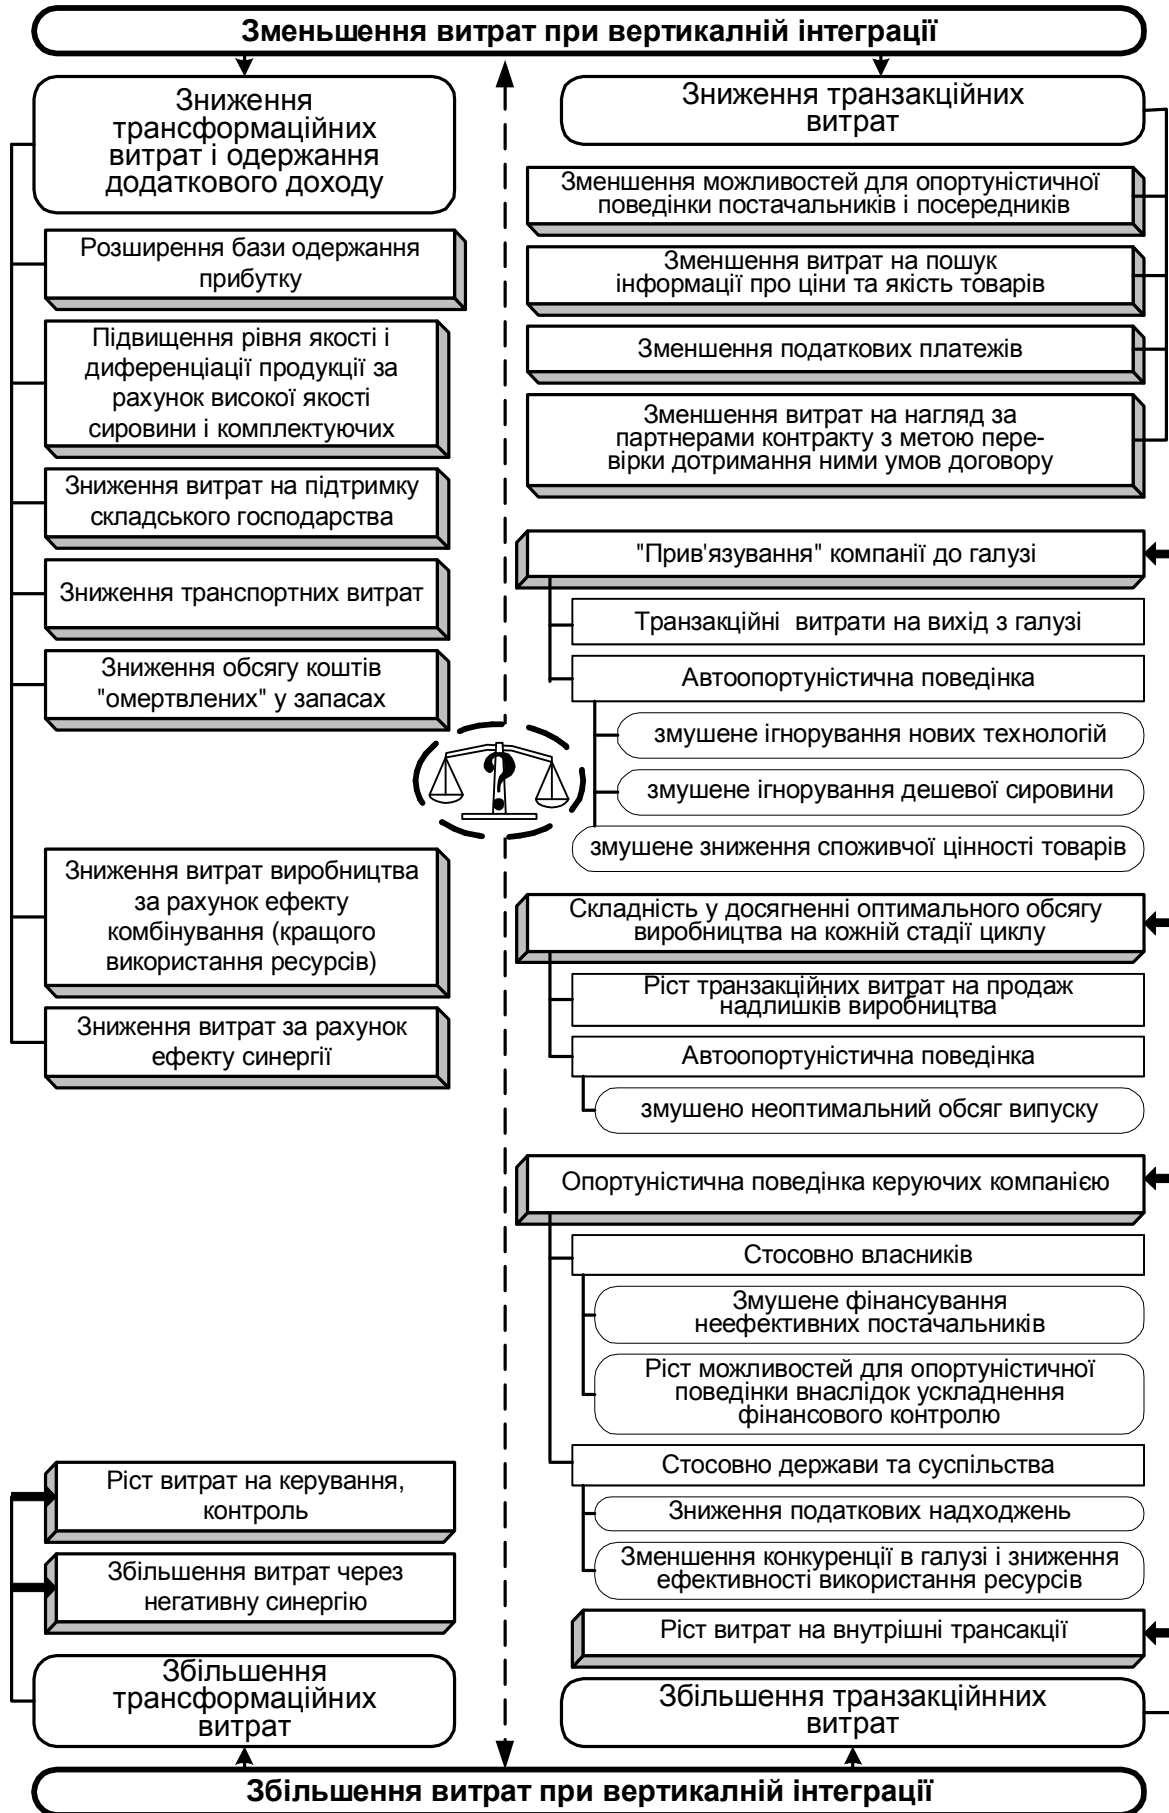 Зменьшення витрат при вертикалній інтеграції
Зниження
трансформаційних
витрат і одержання
додаткового доходу
Розширення бази одержання
прибутку
Підвищення рівня якості і
диференціації продукції за
рахунок високої якості
сировини і комплектуючих
Зниження витрат на підтримку
складського господарства
Зниження транспортних витрат
Зниження обсягу коштів
"омертвлених" у запасах
Зниження витрат виробництва
за рахунок ефекту
комбінування (кращого
використання ресурсів)
Зниження витрат за рахунок
ефекту синергії
Зниження транзакційних
витрат
Зменшення можливостей для опортуністичної
поведінки постачальників і посередників
Зменшення витрат на пошук
інформації про ціни та якість товарів
Зменшення податкових платежів
Зменшення витрат на нагляд за
партнерами контракту з метою пере-
вірки дотримання ними умов договору
?
"Прив'язування" компанії до галузі
Транзакційні витрати на вихід з галузі
Автоопортуністична поведінка
змушене ігнорування нових технологій
змушене ігнорування дешевої сировини
змушене зниження споживчої цінності товарів
Складність у досягненні оптимального обсягу
виробництва на кожній стадії циклу
Ріст транзакційних витрат на продаж
надлишків виробництва
Автоопортуністична поведінка
змушено неоптимальний обсяг випуску
Опортуністична поведінка керуючих компанією
Стосовно власників
Змушене фінансування
неефективних постачальників
Ріст можливостей для опортуністичної
поведінки внаслідок ускладнення
фінансового контролю
Стосовно держави та суспільства
Зниження податкових надходжень
Зменшення конкуренції в галузі і зниження
ефективності використання ресурсів
Ріст витрат на внутрішні трансакції
Збільшення транзакційнних
витрат
Ріст витрат на керування,
контроль
Збільшення витрат через
негативну синергію
Збільшення
трансформаційних
витрат
Збільшення витрат при вертикалній інтеграції